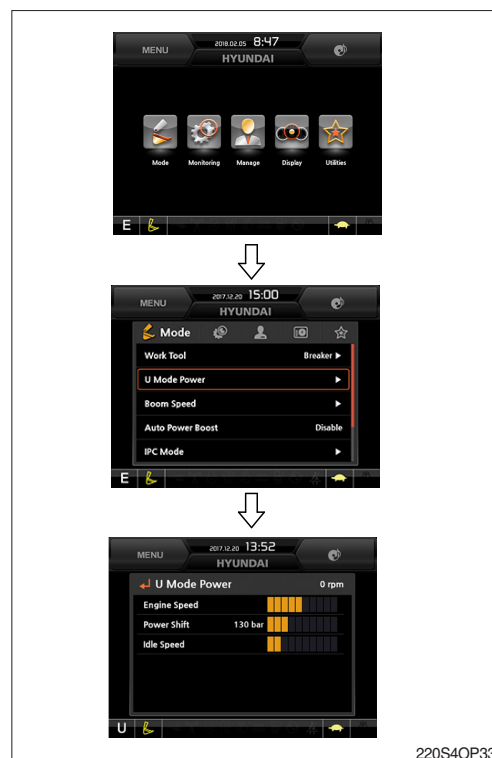 MENU 2018.02.05 8:47
HYUNDAI
Mode Monitoring Manage Display Utilities
E
MENU 2017.12.20 15:00
HYUNDAI
Mode
Work Tool Breaker ▶
U Mode Power ▶
Boom Speed ▶
Auto Power Boost Disable
IPC Mode ▶
E
MENU 2017.12.20 13:52
HYUNDAI
U Mode Power 0 rpm
Engine Speed
Power Shift 130 bar
Idle Speed
U
220S4OP33